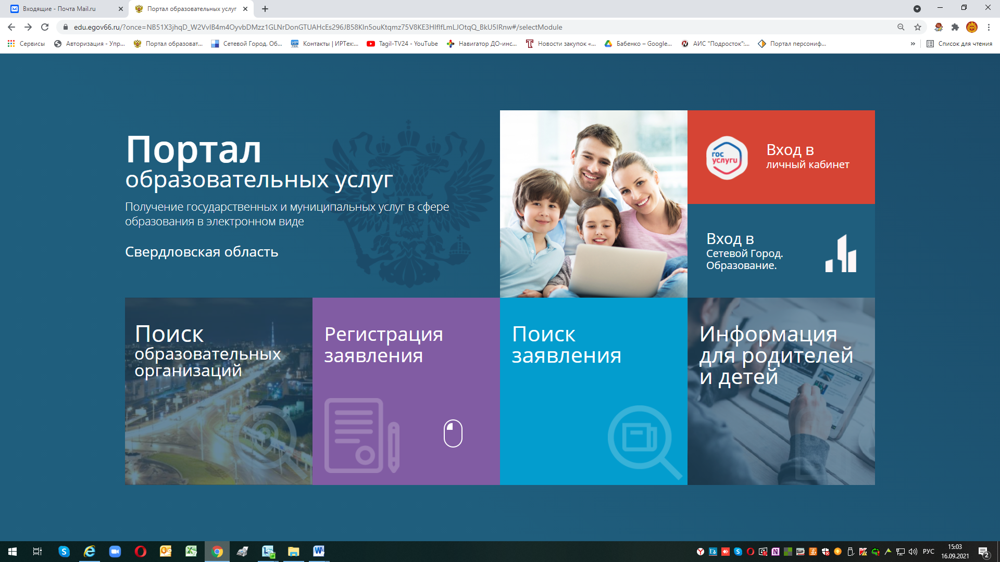 Входящие - Почта Mail.ru
Портал образовательных услуг
edu.egov66.ru/?once=NB51X3jhqD_W2VvlB4m4OyvbDMzz1GLNrDonGTUAHcEs296JB58KIn5ouKtqmz75V8KE3HIfIfLmLJOtqQ_BkU5IRnw#/selectModule
Сервисы
Авторизация - Упр...
Портал образоват...
Сетевой Город. Об...
Контакты | ИРТех:...
Tagil-TV24 - YouTube
Навигатор ДО-инс...
Новости закупок «...
Бабенко – Google...
АИС "Подросток":...
Портал персониф...
»
Список для чтения
Портал
образовательных услуг
Получение государственных и муниципальных услуг в сфере
образования в электронном виде
Свердловская область
гос
услуги
Вход в
личный кабинет
Вход в
Сетевой Город.
Образование.
Поиск
образовательных
организаций
Регистрация
заявления
Поиск
заявления
Информация
для родителей
и детей
РУС
15:03
16.09.2021
2